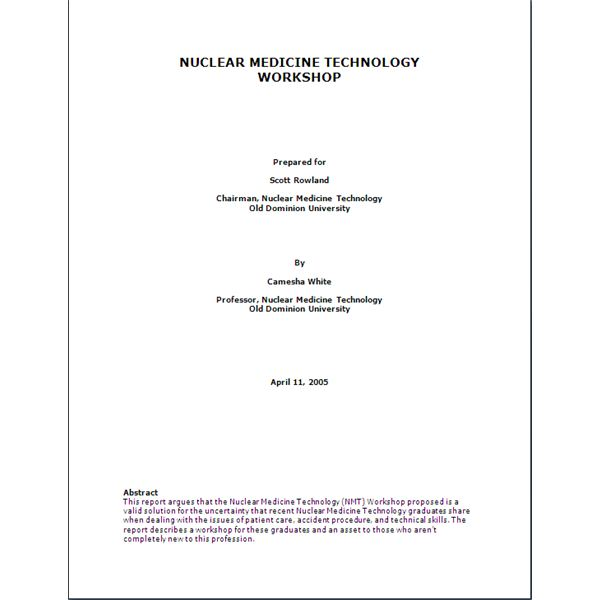 NUCLEAR MEDICINE TECHNOLOGY
WORKSHOP
Prepared for
Scott Rowland
Chairman, Nuclear Medicine Technology
Old Dominion University
By
Camesha White
Professor, Nuclear Medicine Technology
Old Dominion University
April 11, 2005
Abstract
This report argues that the Nuclear Medicine Technology (NMT) Workshop proposed is a
valid solution for the uncertainty that recent Nuclear Medicine Technology graduates share
when dealing with the issues of patient care, accident procedure, and technical skills. The
report describes a workshop for these graduates and an asset to those who aren't
completely new to this profession.